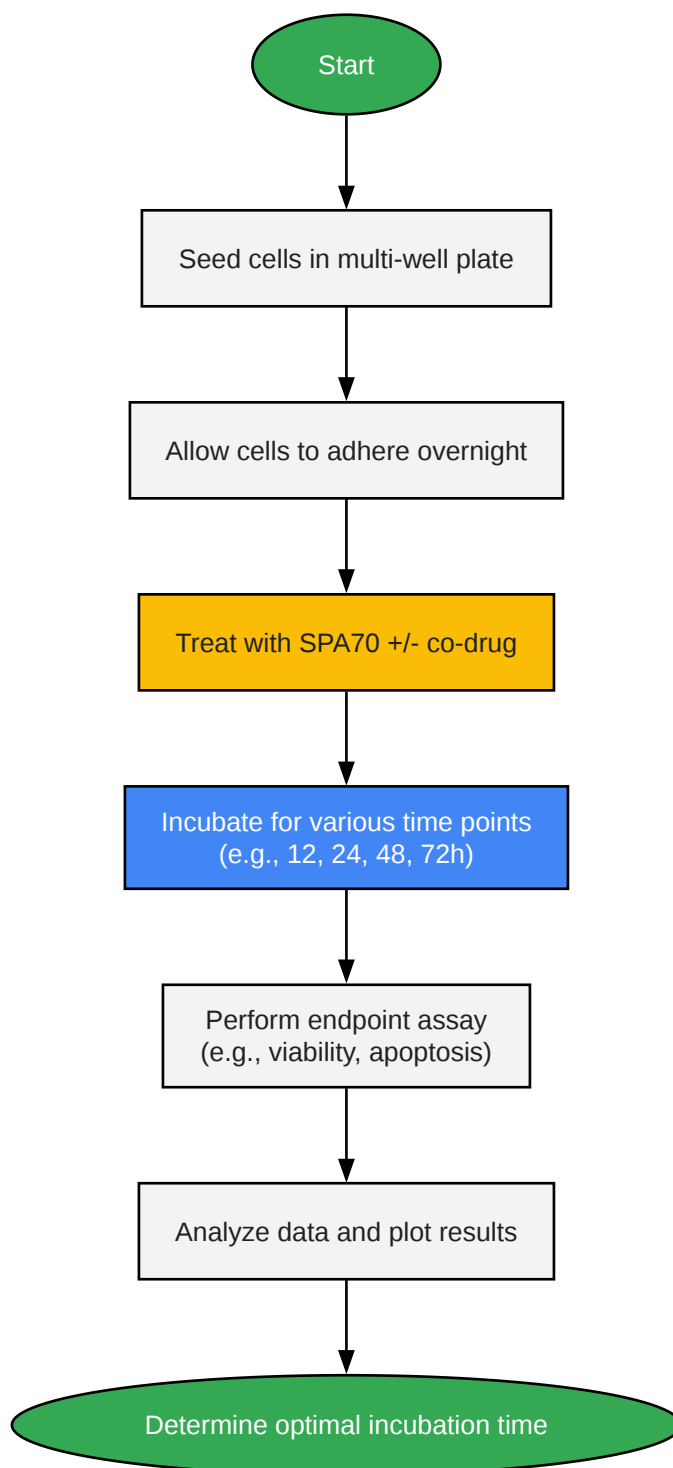 Start
Seed cells in multi-well plate
Allow cells to adhere overnight
Treat with SPA70 +/- co-drug
Incubate for various time points
(e.g., 12, 24, 48, 72h)
Perform endpoint assay
(e.g., viability, apoptosis)
Analyze data and plot results
Determine optimal incubation time